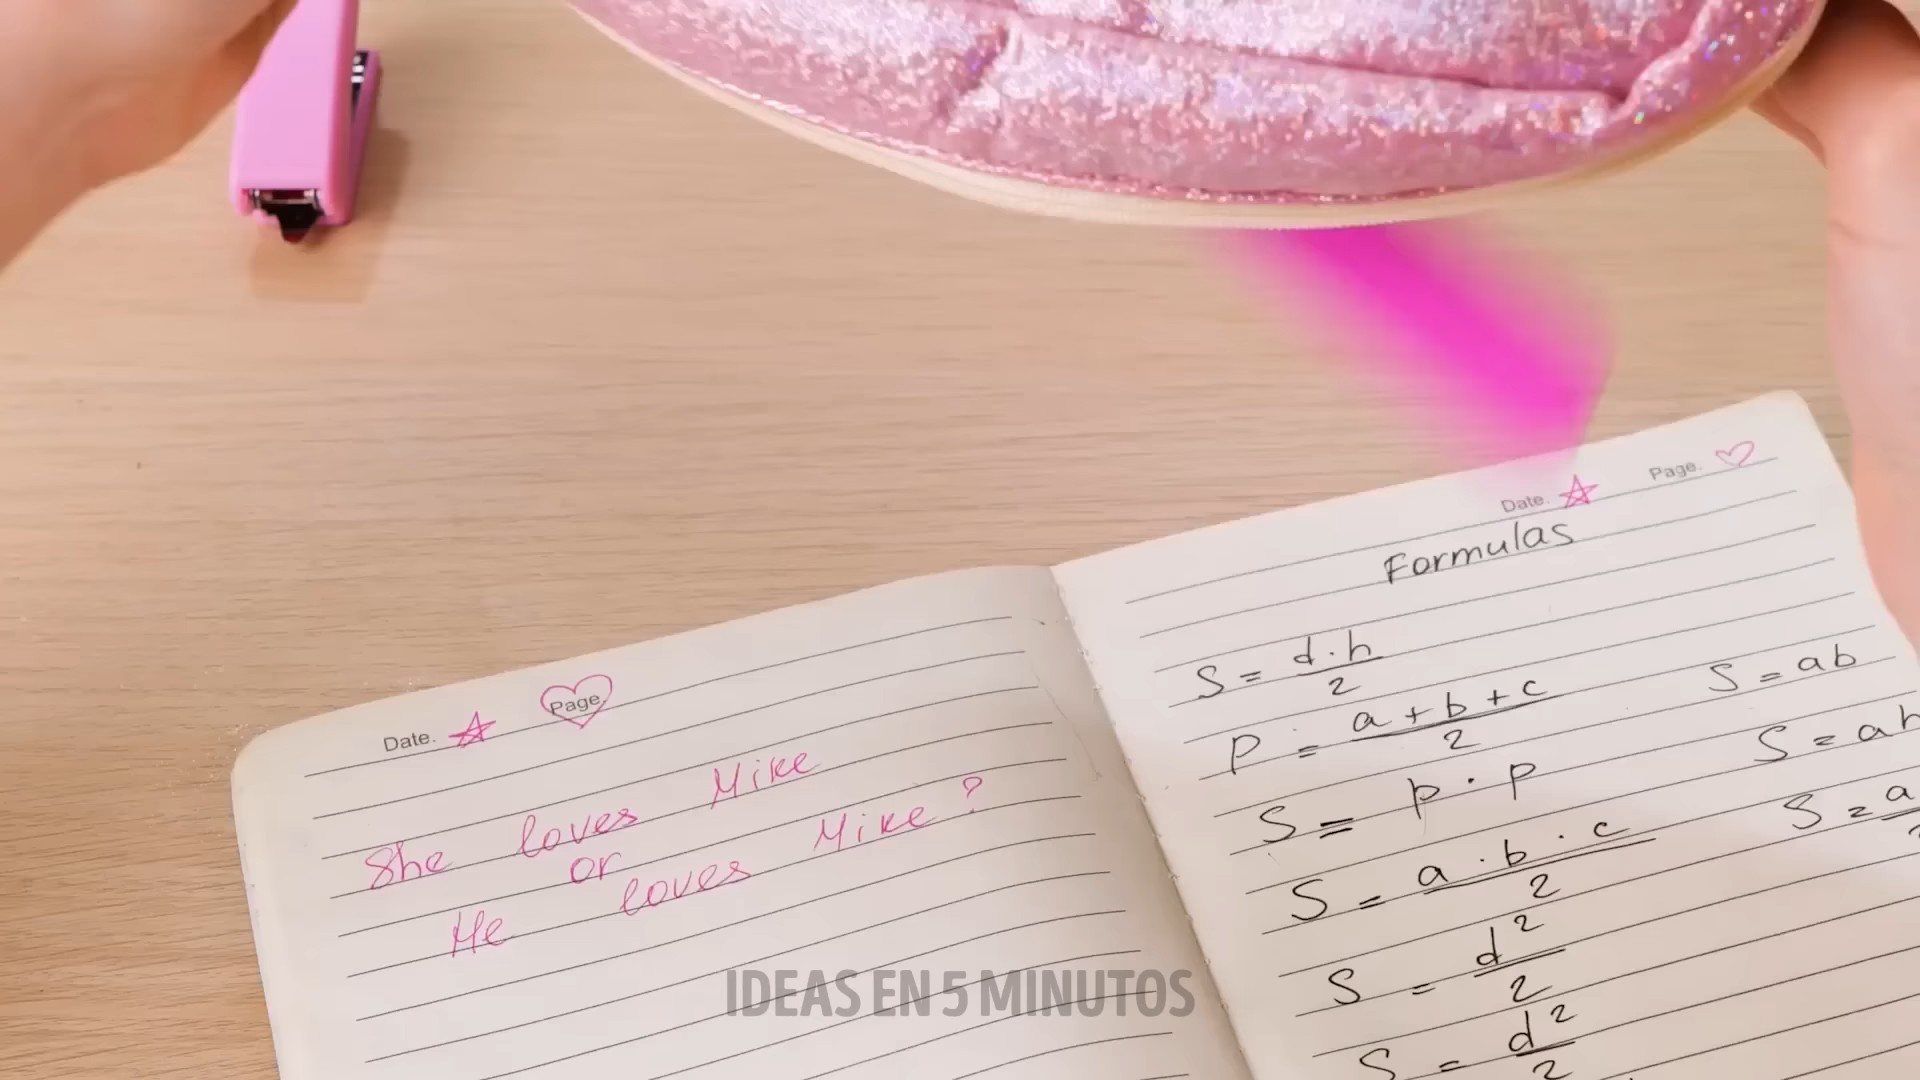 Date. Page.
She loves Mike
or
He loves Mike?
Date. Page.
Formulas
S = d·h/2
P = a+b+c/2
S = p·p
S = a·b·c/2
S = d²/2
S = d²/2
S = ab
S = ah
IDEAS EN 5 MINUTOS